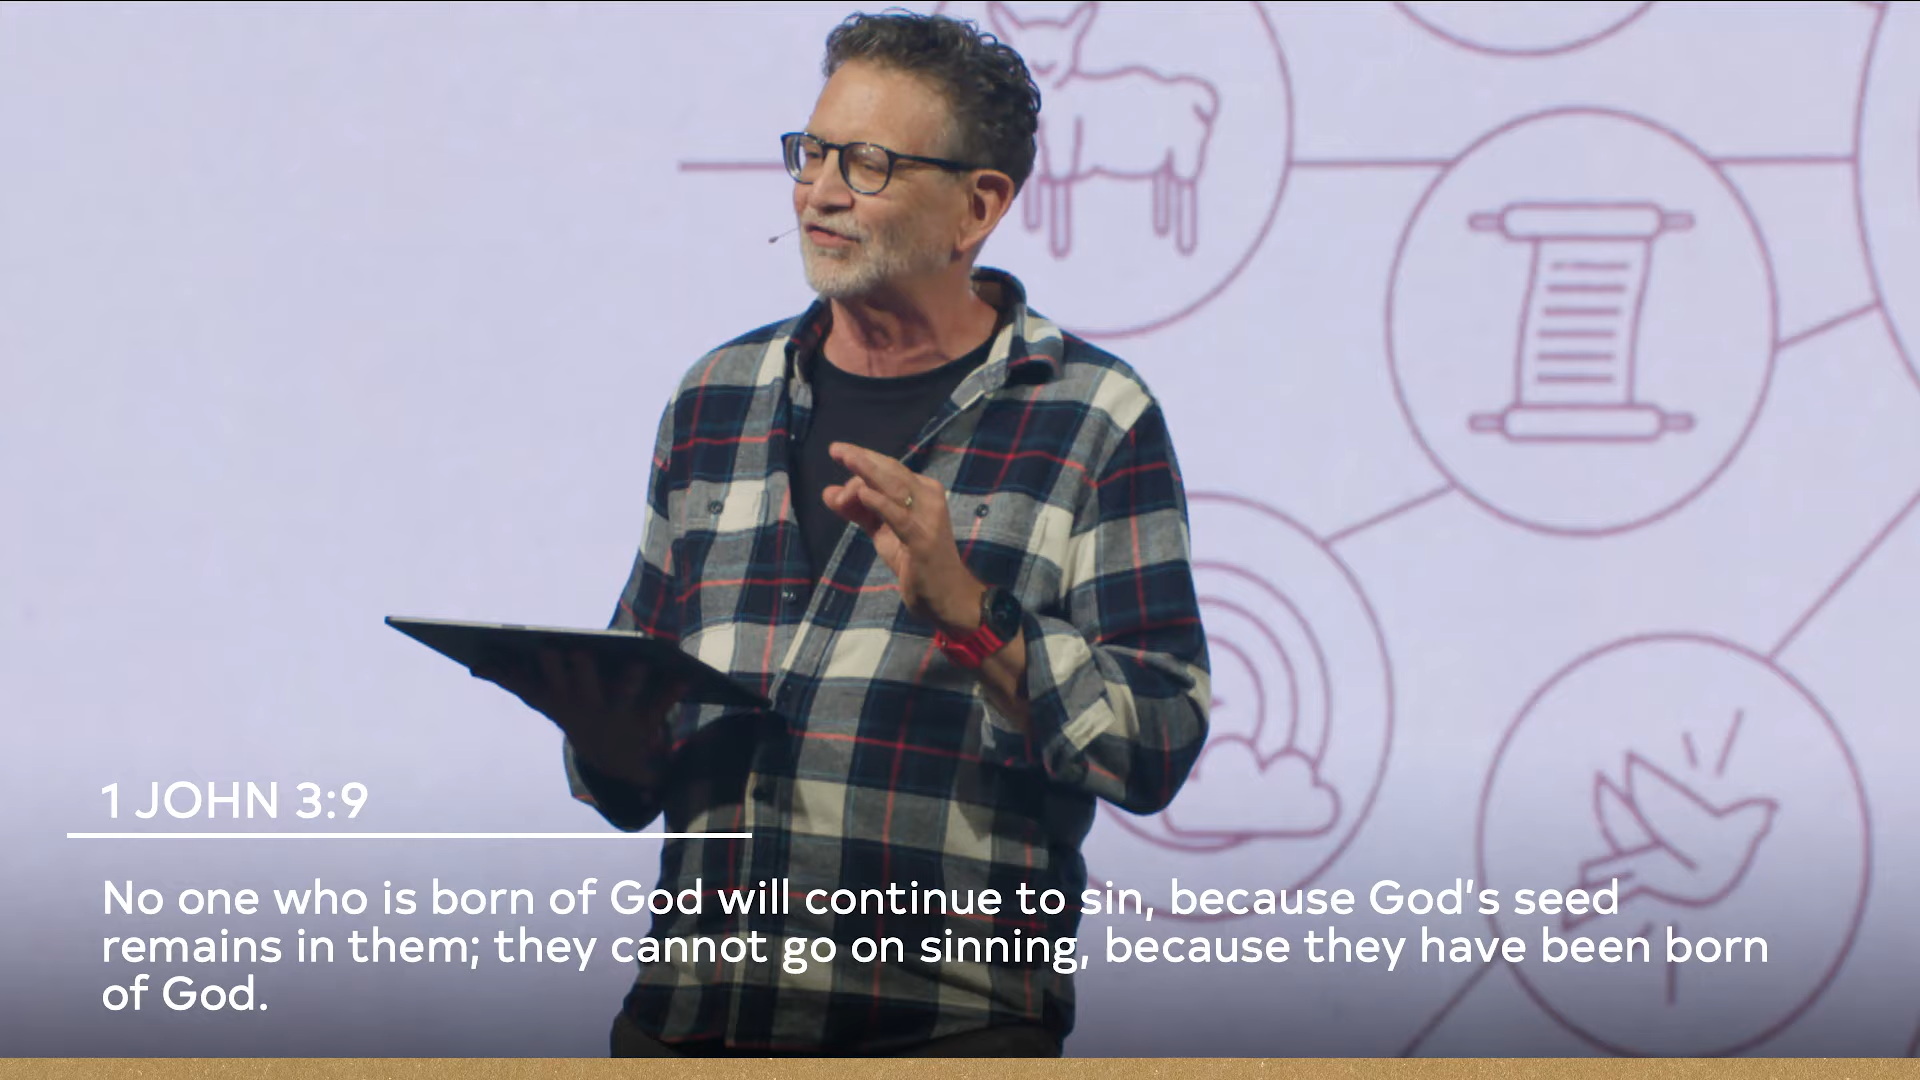 1 JOHN 3:9
No one who is born of God will continue to sin, because God's seed
remains in them; they cannot go on sinning, because they have been born
of God.